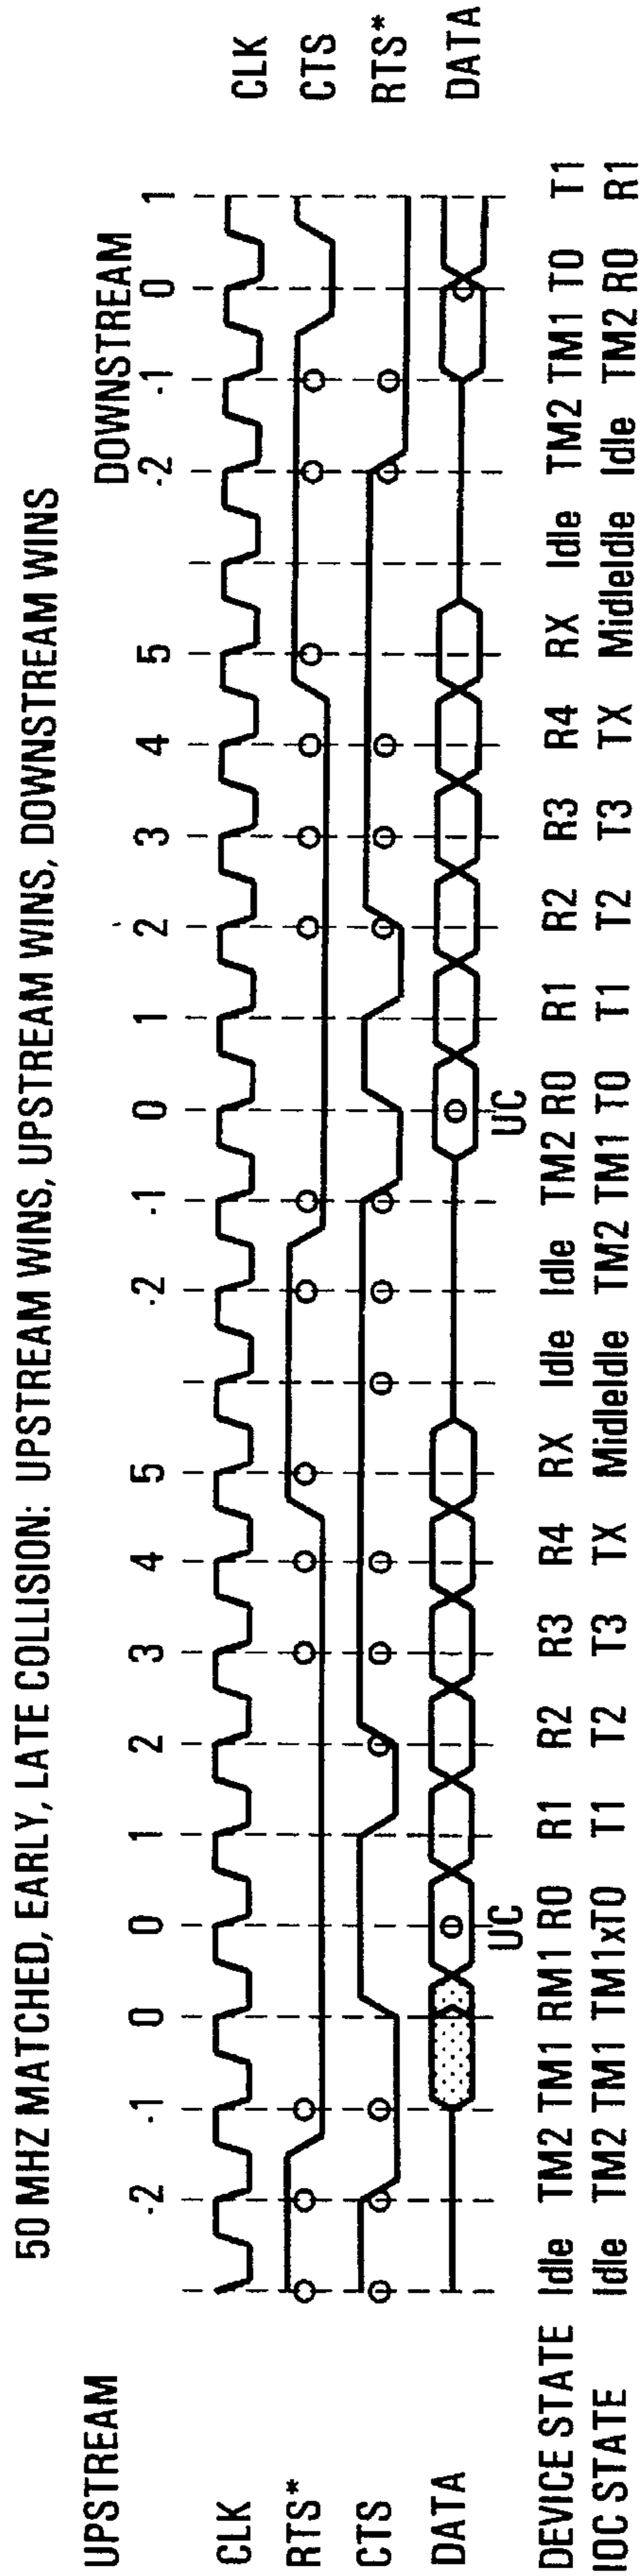 50 MHZ MATCHED, EARLY, LATE COLLISION: UPSTREAM WINS, UPSTREAM WINS, DOWNSTREAM WINS
UPSTREAM
DOWNSTREAM
-2 -1 0 0 1 2 3 4 5 -2 -1 0 1 2 3 4 5 -2 -1 0 1
CLK
CLK
RTS*
CTS
CTS
RTS*
DATA
DATA
UC
UC
DEVICE STATE Idle TM2 TM1 RM1 R0 R1 R2 R3 R4 RX Idle Idle TM2 R0 R1 R2 R3 R4 RX Idle TM2 TM1 T0 T1
IOC STATE Idle TM2 TM1 TM1xT0 T1 T2 T3 TX MidleIdle TM2 TM1 T0 T1 T2 T3 TX MidleIdle Idle TM2 R0 R1